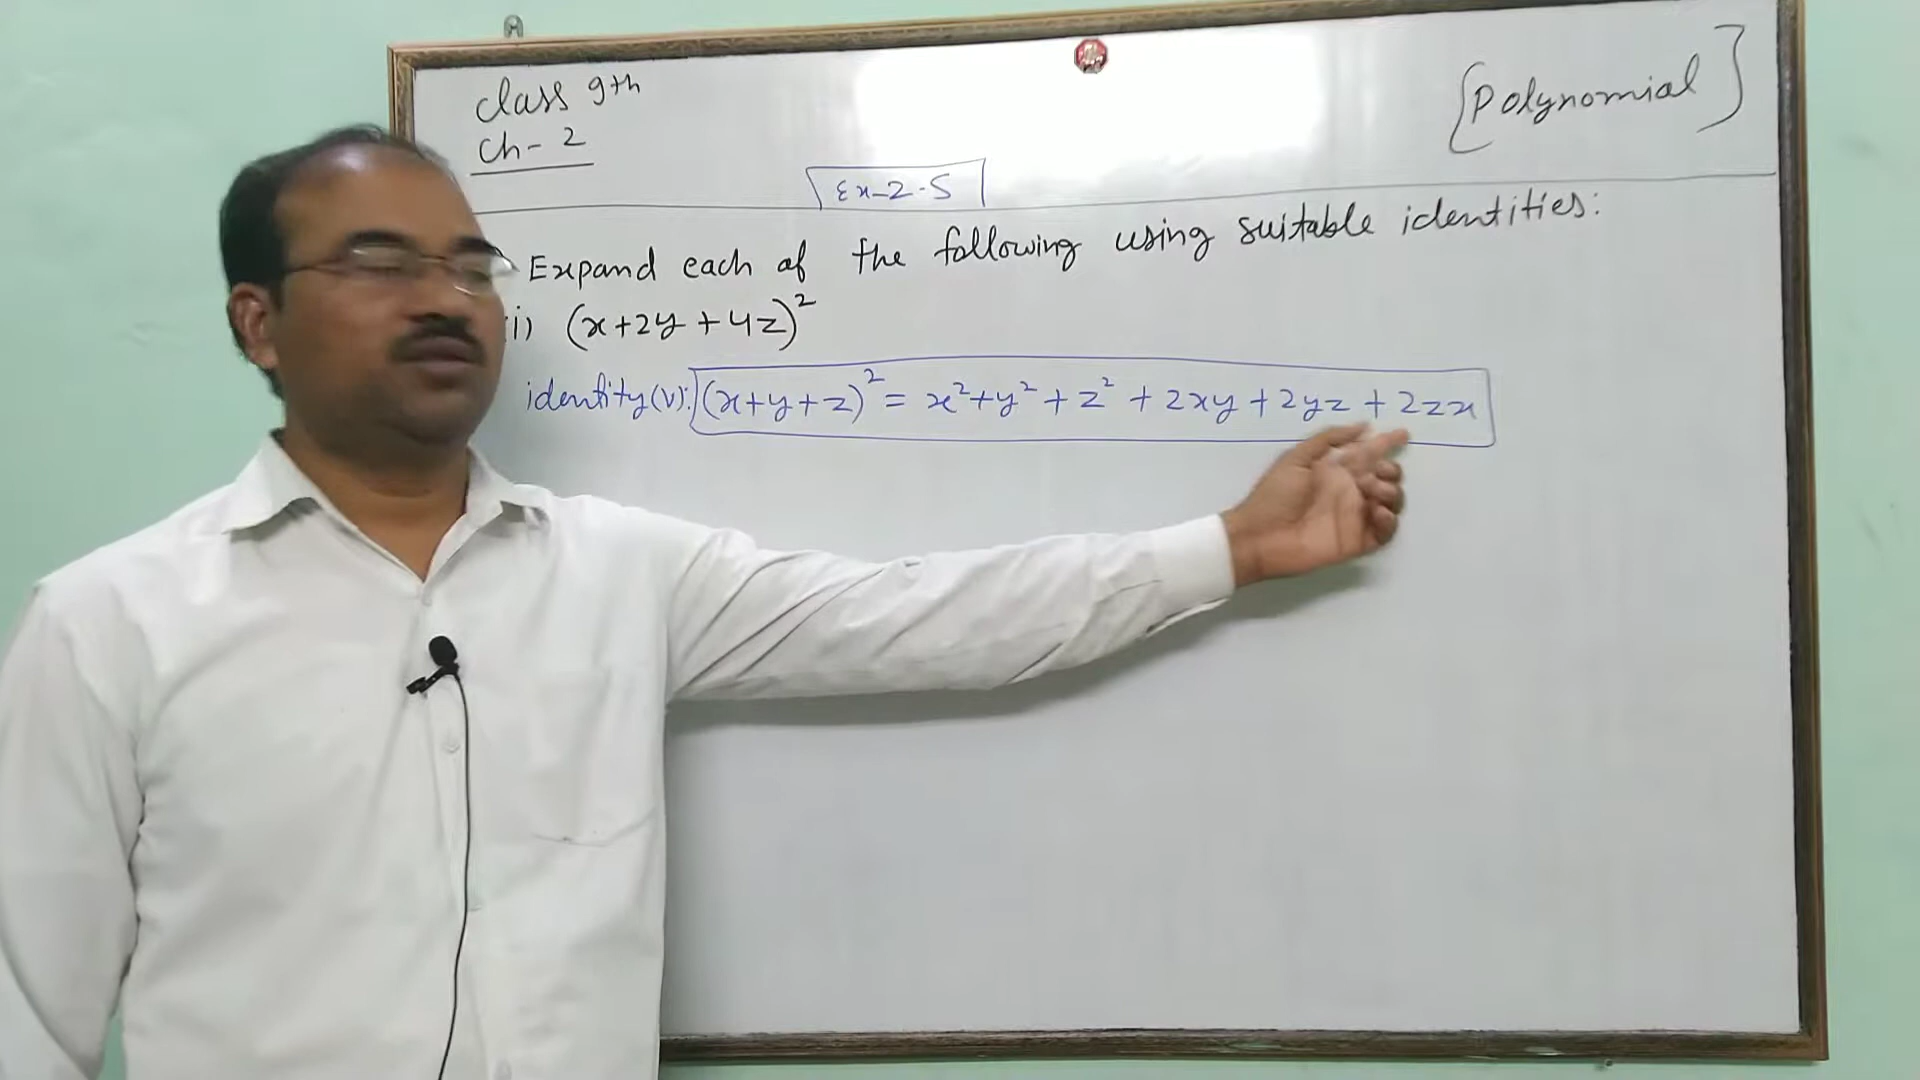 Class 9th
Ch-2
[Polynomial]
Ex-2.5
Expand each of the following using suitable identities:
i) (x+2y+4z)²
identity(v): (x+y+z)² = x²+y²+z²+2xy+2yz+2zx